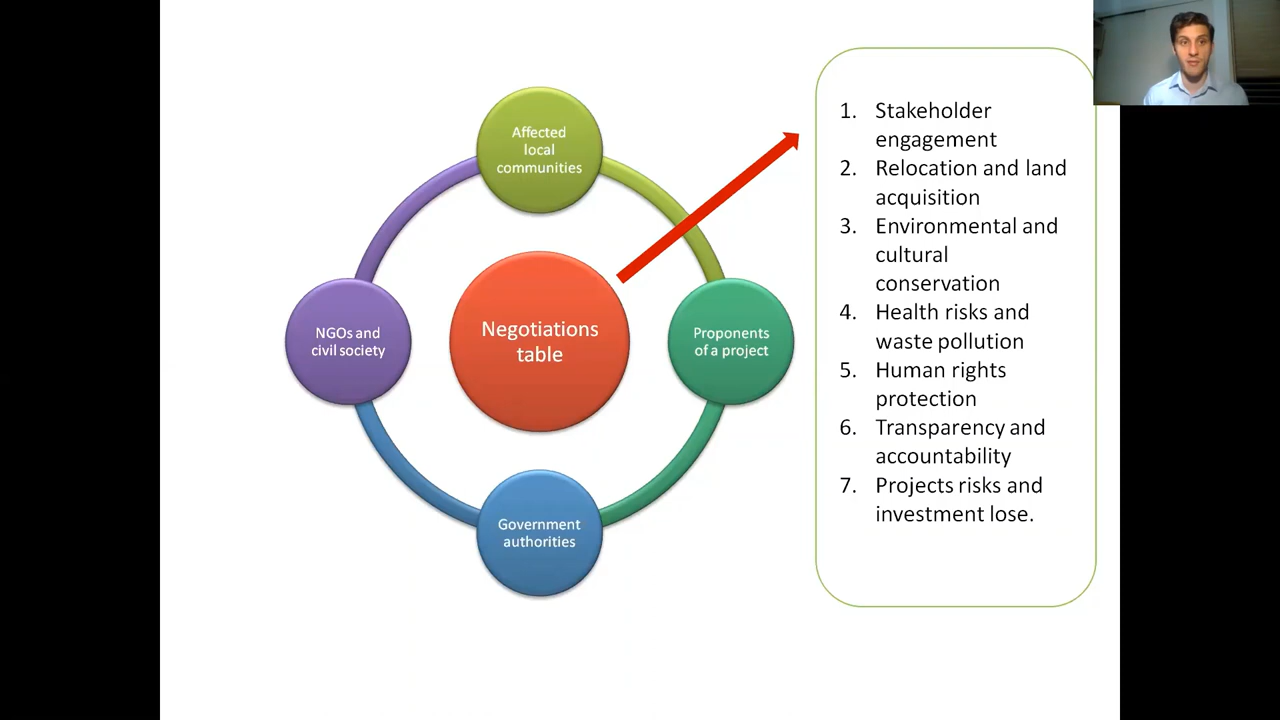 Affected
local
communities
NGOs and
civil society
Negotiations
table
Proponents
of a project
Government
authorities
1. Stakeholder
engagement
2. Relocation and land
acquisition
3. Environmental and
cultural
conservation
4. Health risks and
waste pollution
5. Human rights
protection
6. Transparency and
accountability
7. Projects risks and
investment lose.